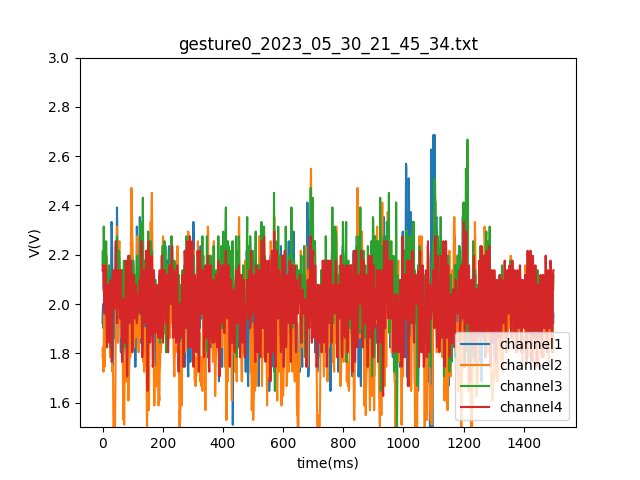 gesture0_2023_05_30_21_45_34.txt
3.0
2.8
2.6
2.4
2.2
2.0
1.8
1.6
V(V)
channel1
channel2
channel3
channel4
0 200 400 600 800 1000 1200 1400
time(ms)